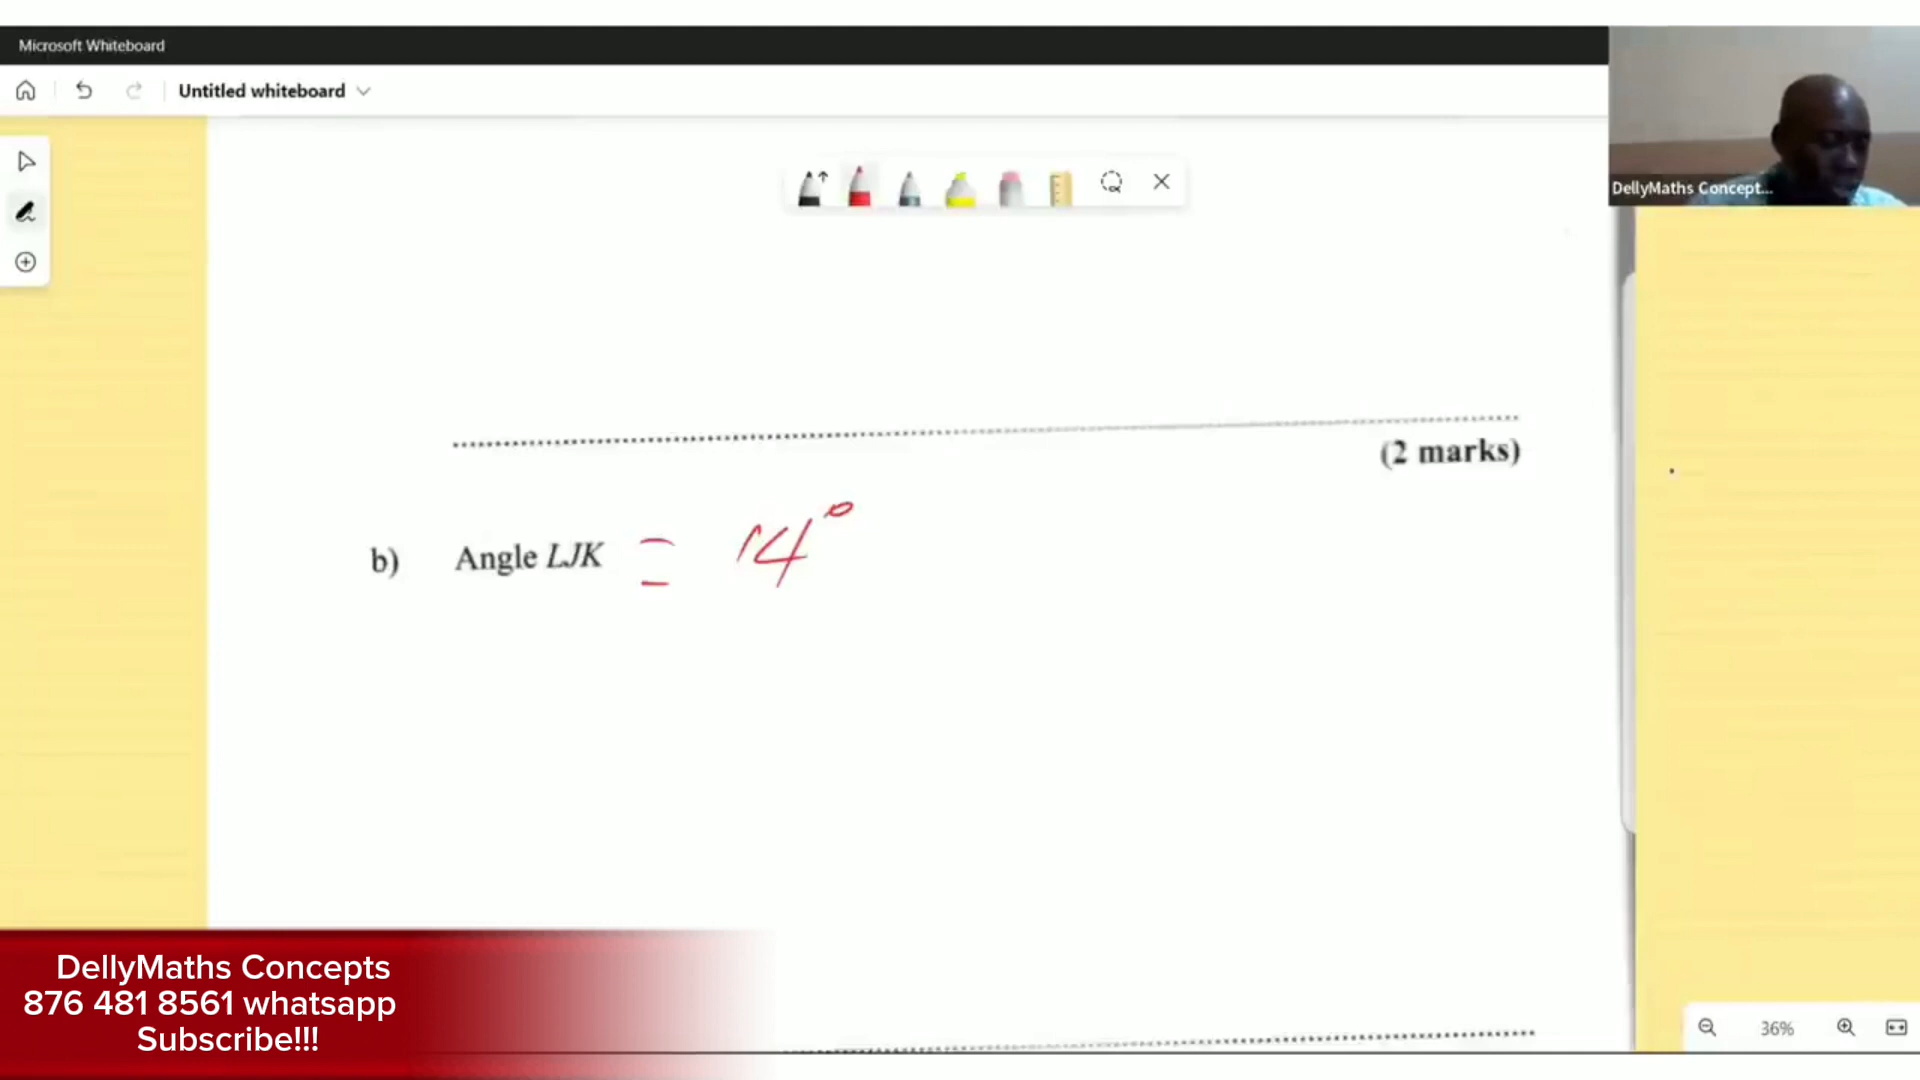 Microsoft Whiteboard
Untitled whiteboard
DellyMaths Concept...
(2 marks)
b) Angle LJK = 14°
DellyMaths Concepts
876 481 8561 whatsapp
Subscribe!!!
36%